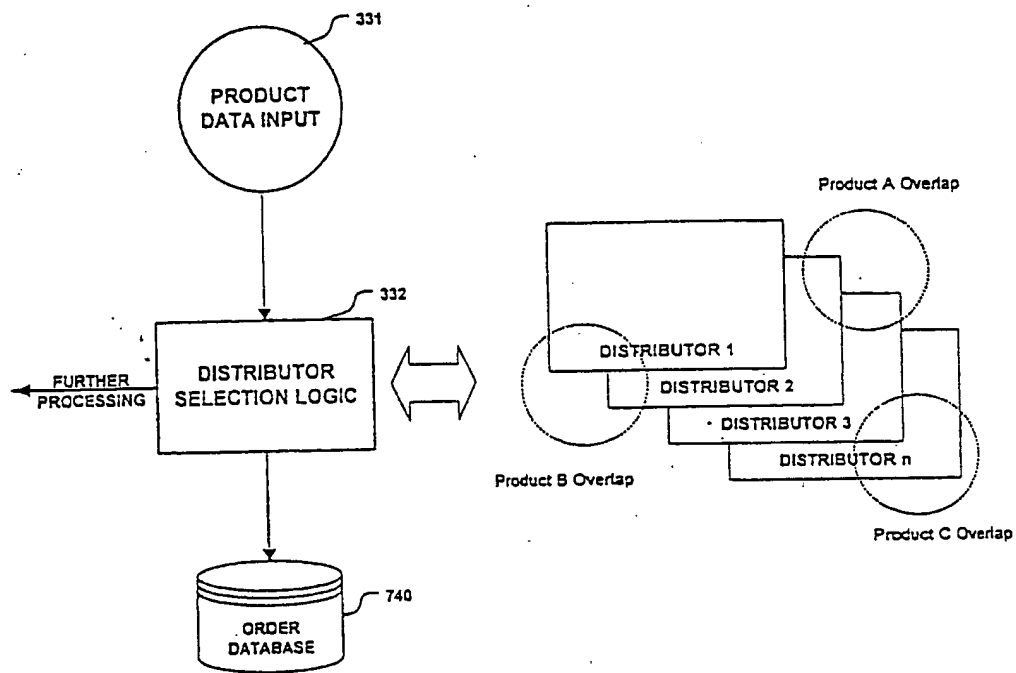 331
PRODUCT
DATA INPUT
Product A Overlap
332
DISTRIBUTOR 1
DISTRIBUTOR
SELECTION LOGIC
FURTHER
PROCESSING
DISTRIBUTOR 2
DISTRIBUTOR 3
DISTRIBUTOR n
Product B Overlap
Product C Overlap
740
ORDER
DATABASE